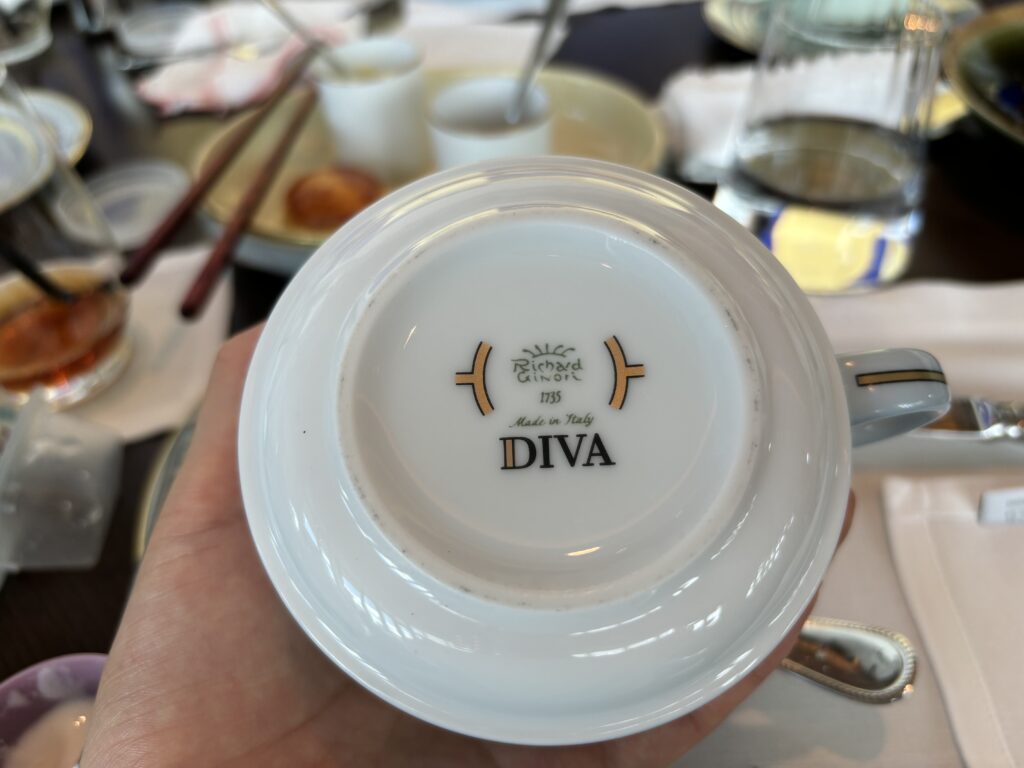 Richard
Ginori
1735
Made in Italy
DIVA